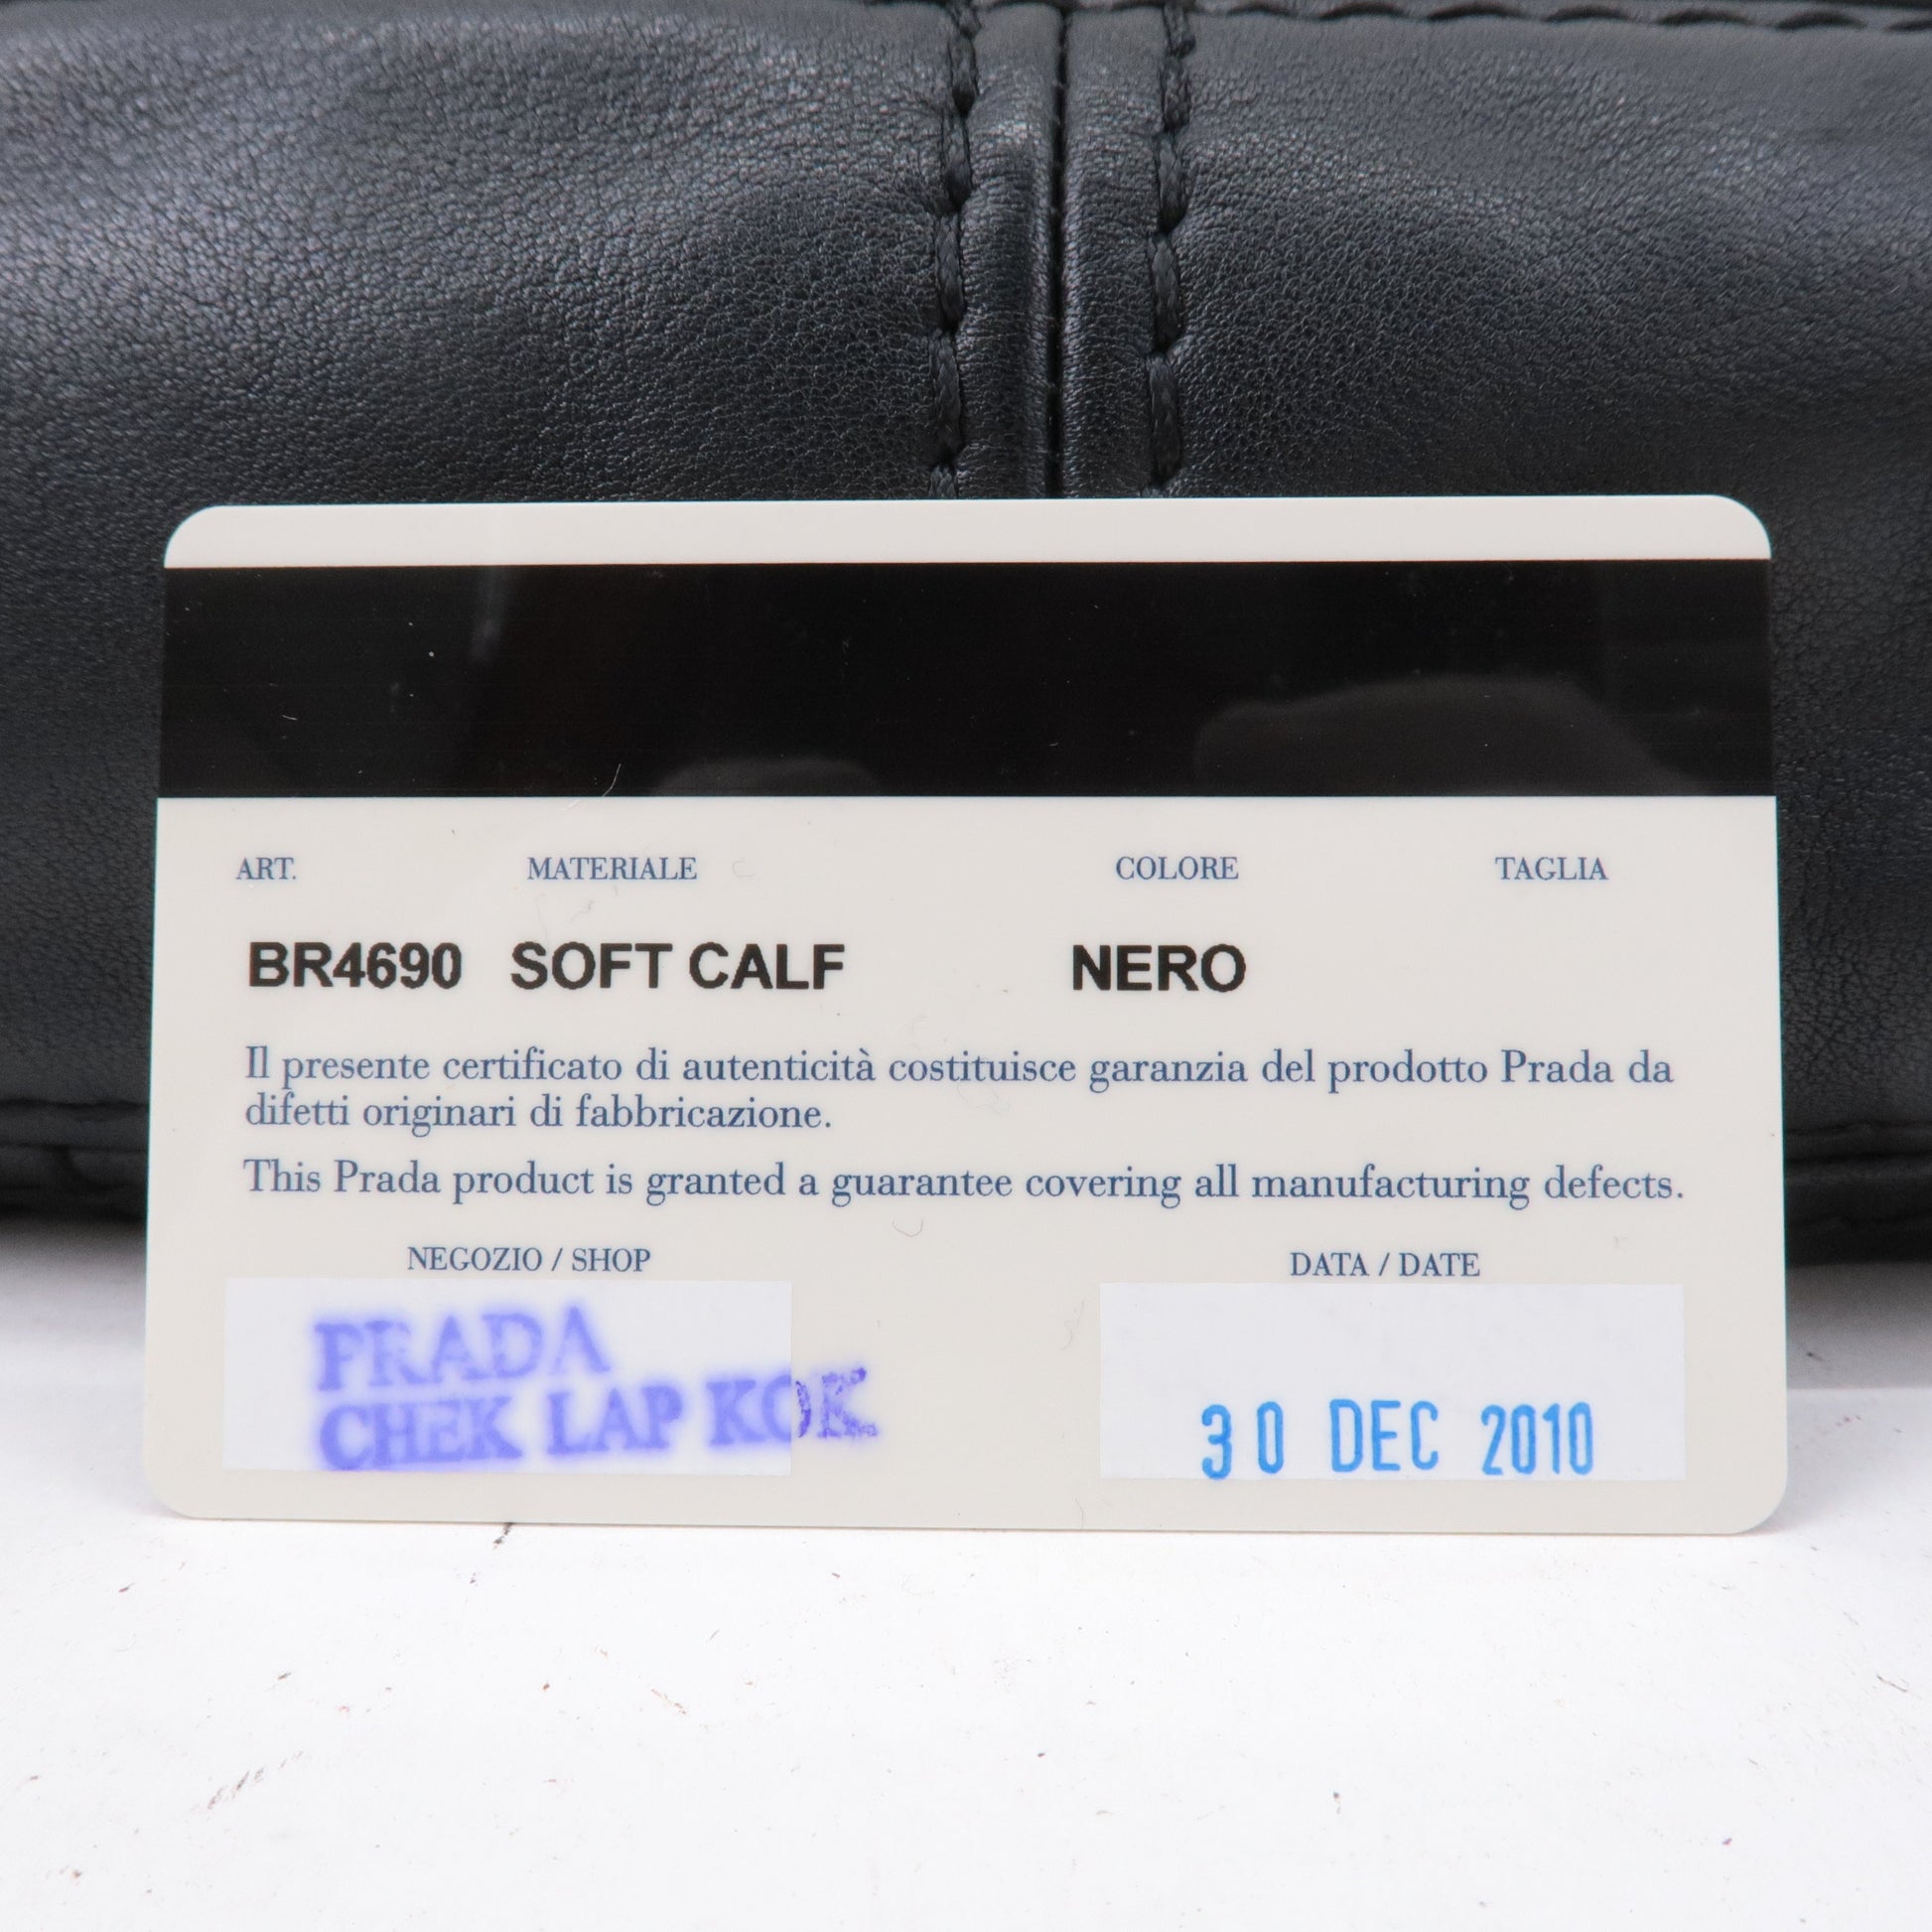 ART. MATERIALE COLORE TAGLIA
BR4690 SOFT CALF NERO
Il presente certificato di autenticità costituisce garanzia del prodotto Prada da
difetti originari di fabbricazione.
This Prada product is granted a guarantee covering all manufacturing defects.
NEGOZIO / SHOP DATA / DATE
PRADA
CHEK LAP KOK 30 DEC 2010